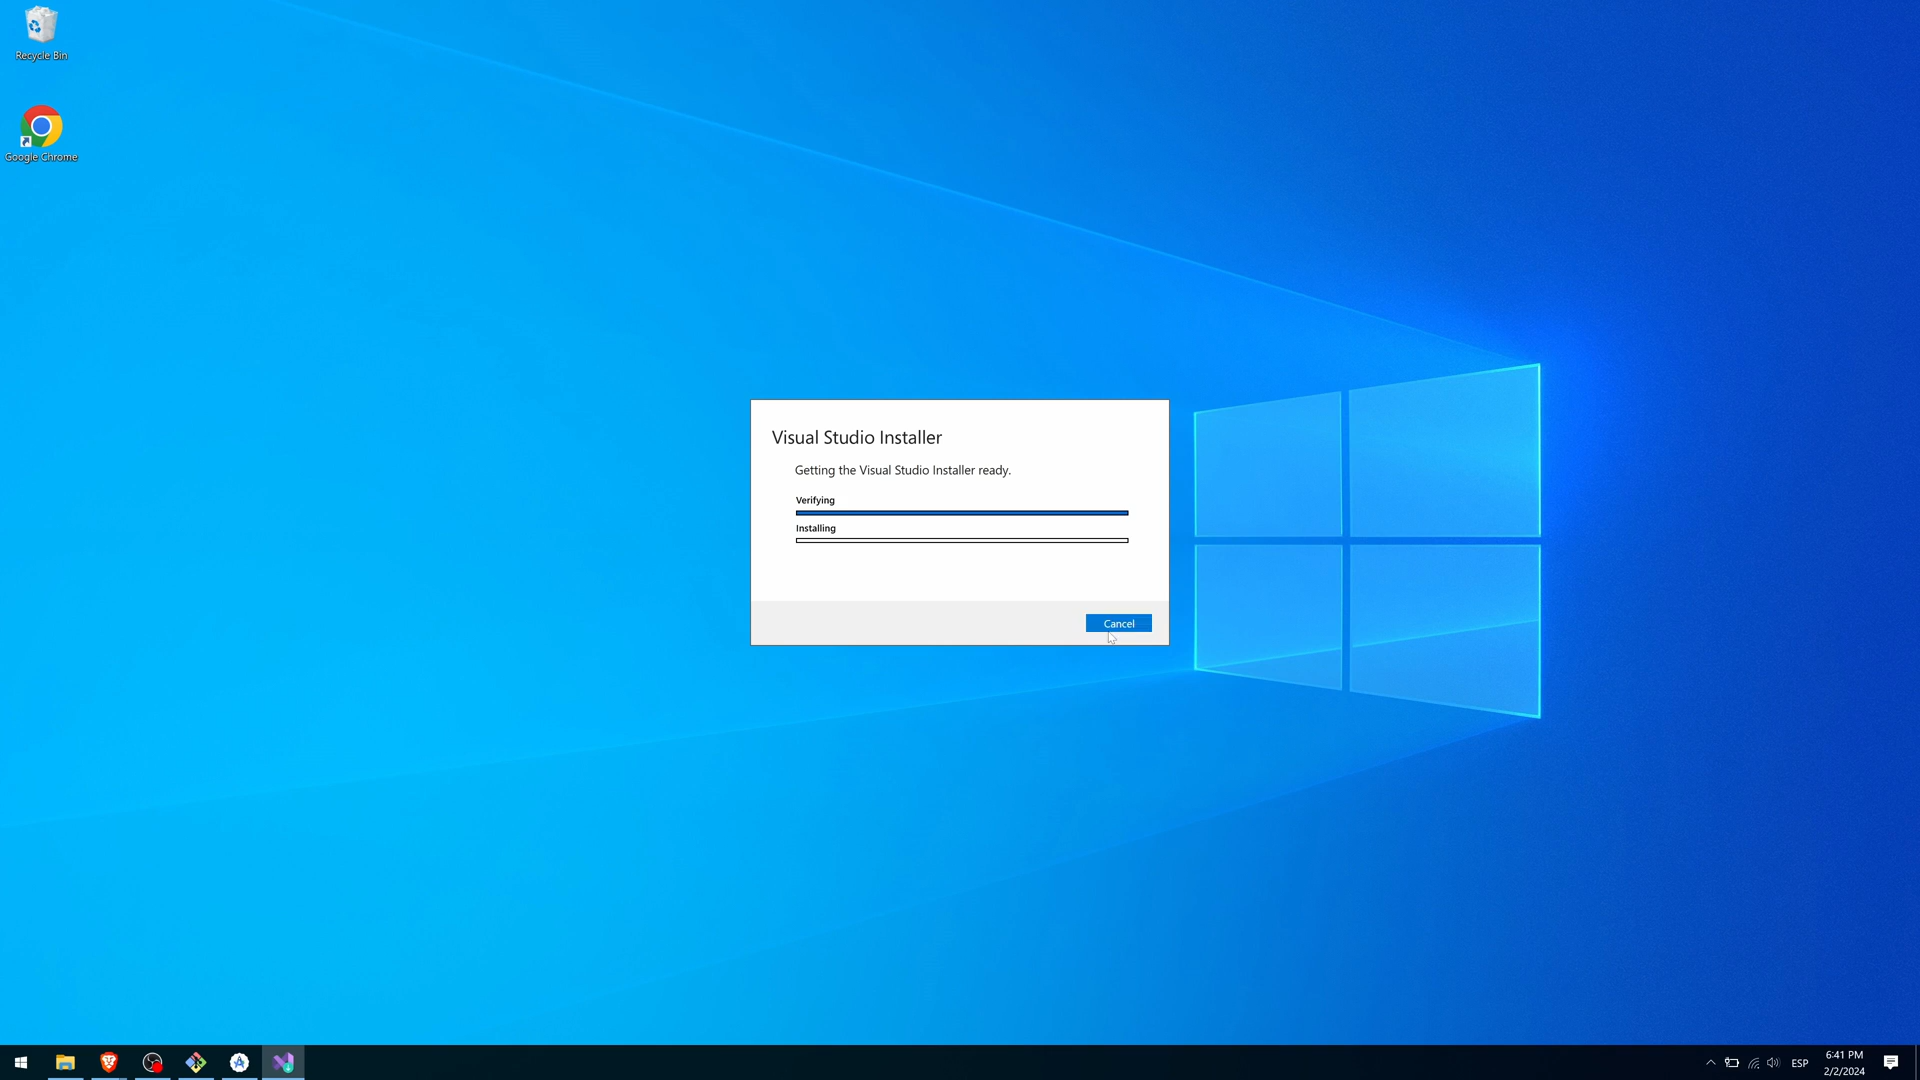 Recycle Bin
Google Chrome
Visual Studio Installer
Getting the Visual Studio Installer ready.
Verifying
Installing
Cancel
ESP
6:41 PM
2/2/2024